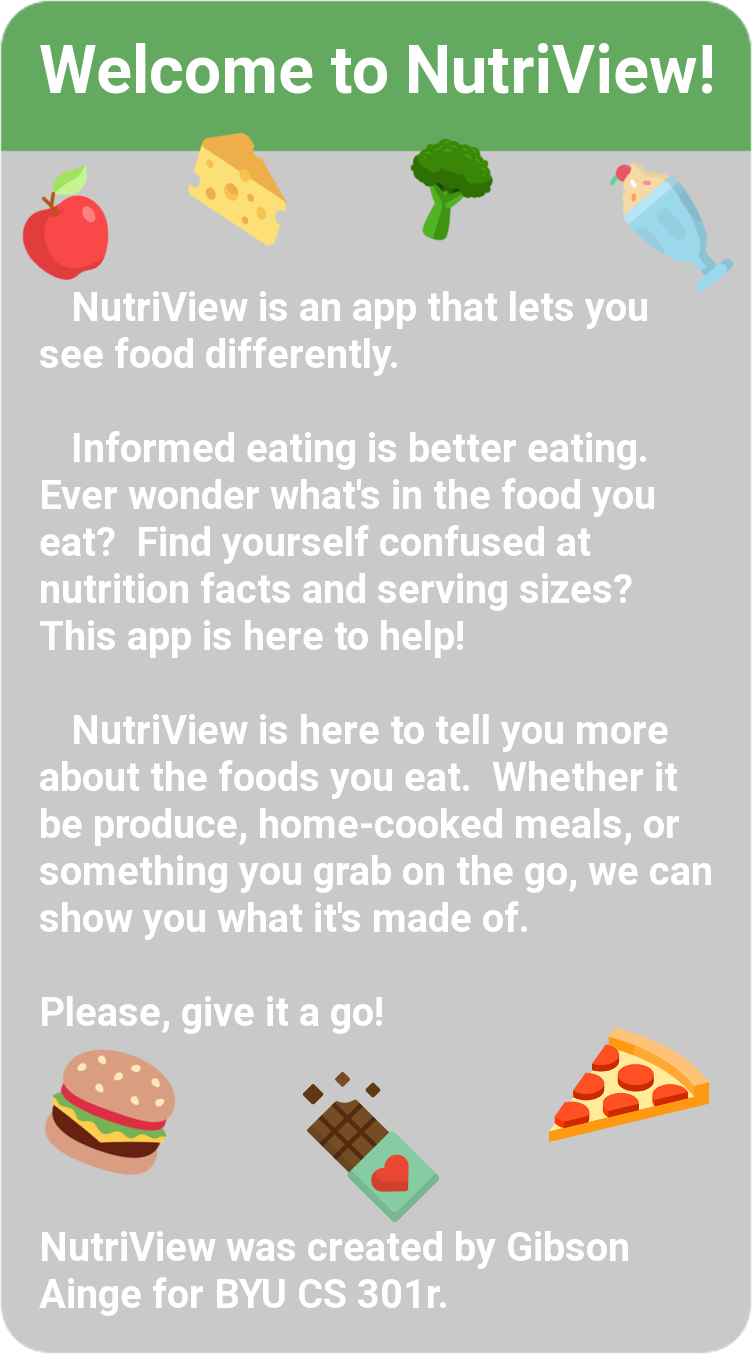 Welcome to NutriView!
NutriView is an app that lets you
see food differently.
Informed eating is better eating.
Ever wonder what's in the food you
eat?  Find yourself confused at
nutrition facts and serving sizes?
This app is here to help!
NutriView is here to tell you more
about the foods you eat.  Whether it
be produce, home-cooked meals, or
something you grab on the go, we can
show you what it's made of.
Please, give it a go!
NutriView was created by Gibson
Ainge for BYU CS 301r.